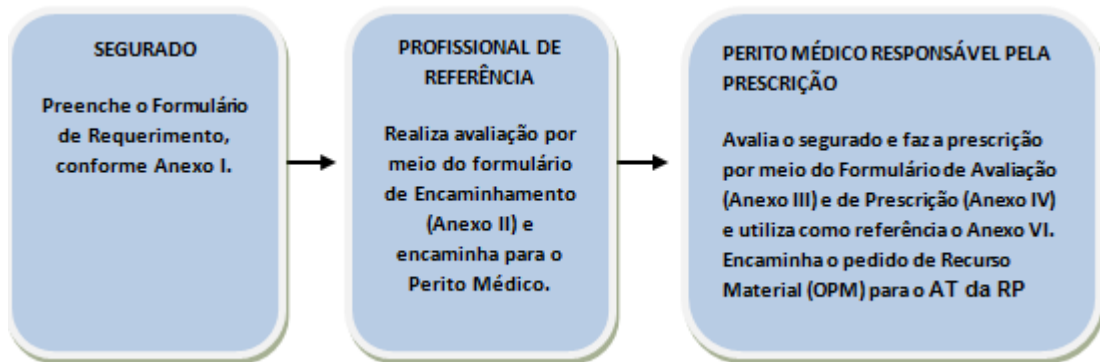 SEGURADO
Preenche o Formulário
de Requerimento,
conforme Anexo I.
PROFISSIONAL DE
REFERÊNCIA
Realiza avaliação por
meio do formulário
de Encaminhamento
(Anexo II) e
encaminha para o
Perito Médico.
PERITO MÉDICO RESPONSÁVEL PELA
PRESCRIÇÃO
Avalia o segurado e faz a prescrição
por meio do Formulário de Avaliação
(Anexo III) e de Prescrição (Anexo IV)
e utiliza como referência o Anexo VI.
Encaminha o pedido de Recurso
Material (OPM) para o AT da RP